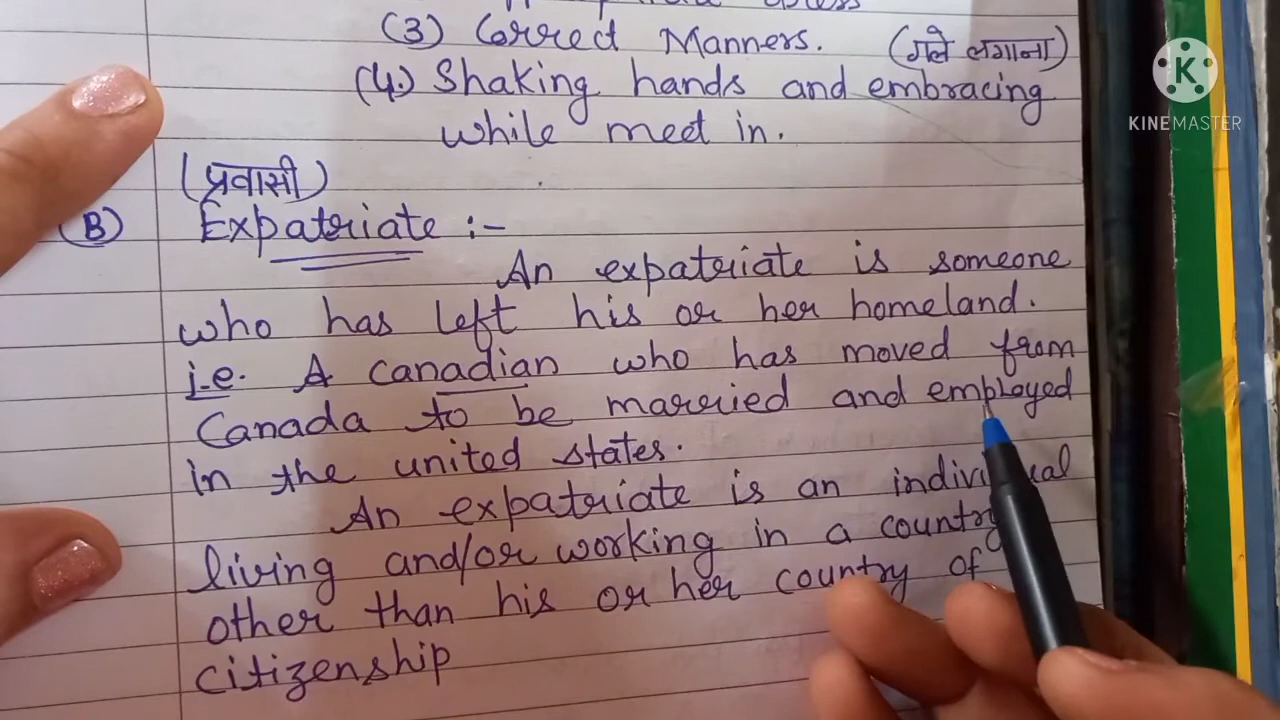 (3) Correct Manners. (गले लगाना)
(4.) Shaking hands and embracing
while meet in.
(प्रवासी)
(B) Expatriate :-
An expatriate is someone
who has left his or her homeland.
i.e. A Canadian who has moved from
Canada to be married and employed
in the united states.
An expatriate is an individual
living and/or working in a country
other than his or her country of
citizenship
K
KINEMASTER